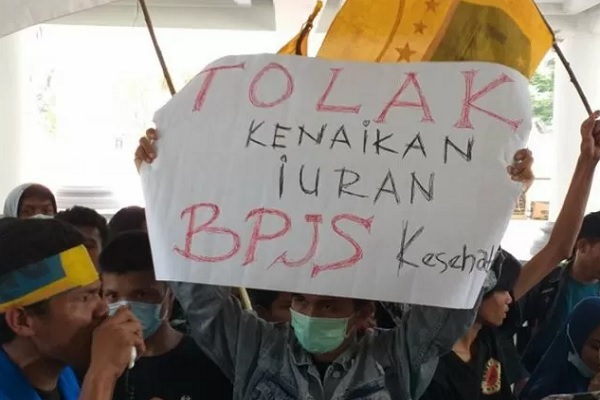 TOLAK
KENAIKAN
IURAN
BPJS Kesehat